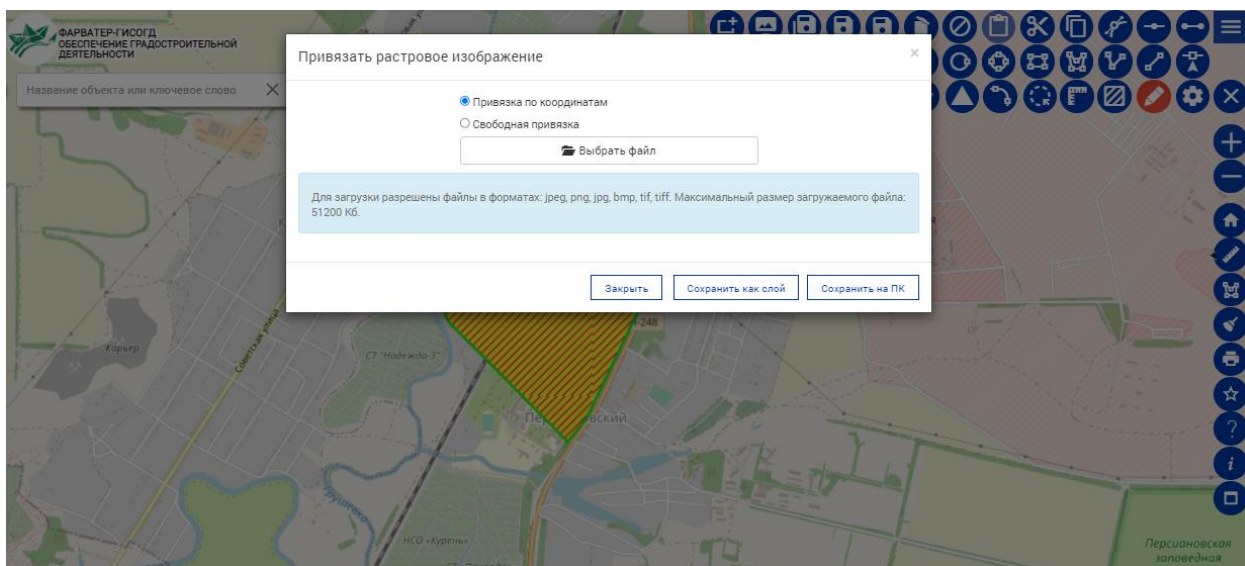 ФАРВАТЕР-ГИСОГД
ОБЕСПЕЧЕНИЕ ГРАДОСТРОИТЕЛЬНОЙ
ДЕЯТЕЛЬНОСТИ
Название объекта или ключевое слово
Привязать растровое изображение
Привязка по координатам
Свободная привязка
Выбрать файл
Для загрузки разрешены файлы в форматах: jpeg, png, jpg, bmp, tif, tiff. Максимальный размер загружаемого файла:
51200 Кб.
Закрыть
Сохранить как слой
Сохранить на ПК
Советская улица
Карьер
СТ "Надежда-3"
Грушевка
НСО «Курень»
Персиановская
заповедная